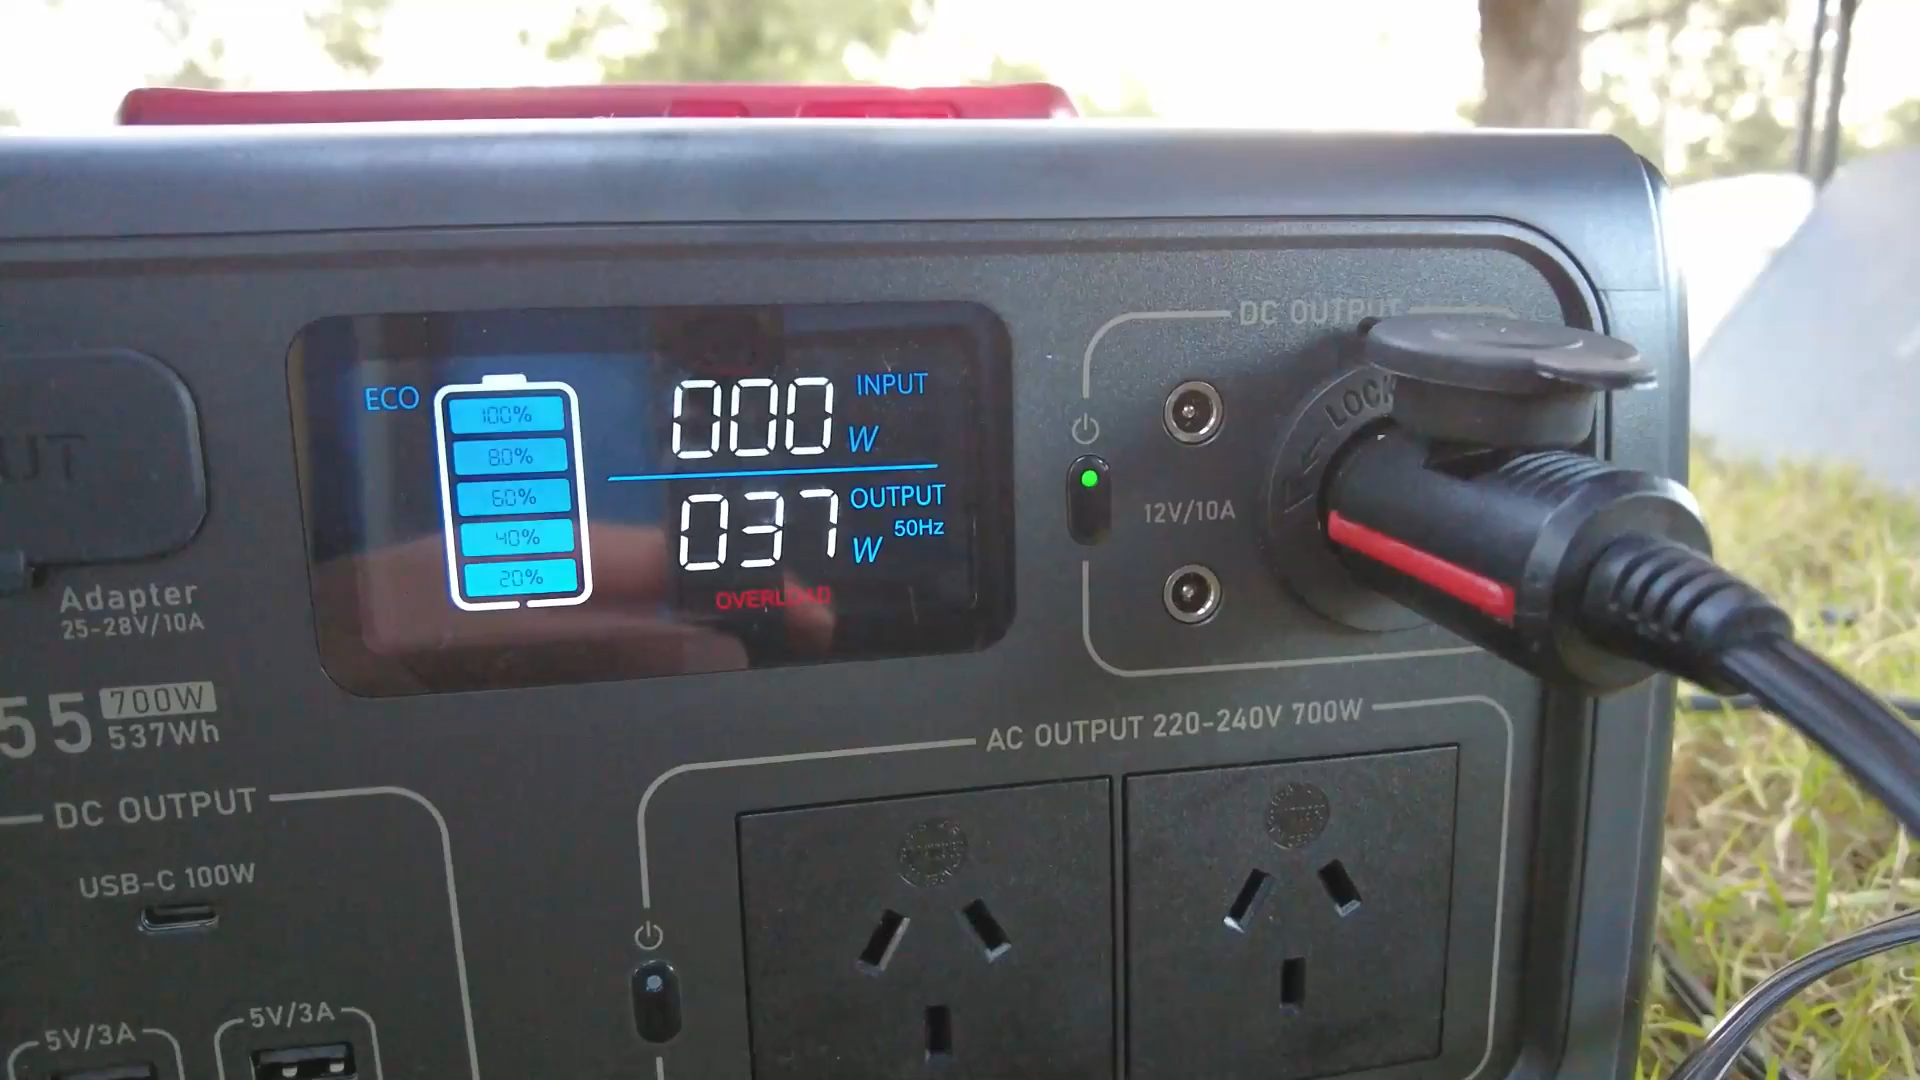 ECO
100%
80%
60%
40%
20%
000 W INPUT
037 W OUTPUT
50Hz
OVERLOAD
DC OUTPUT
LOCK
12V/10A
UT
Adapter
25-28V/10A
55 700W
537Wh
AC OUTPUT 220-240V 700W
DC OUTPUT
USB-C 100W
5V/3A
5V/3A